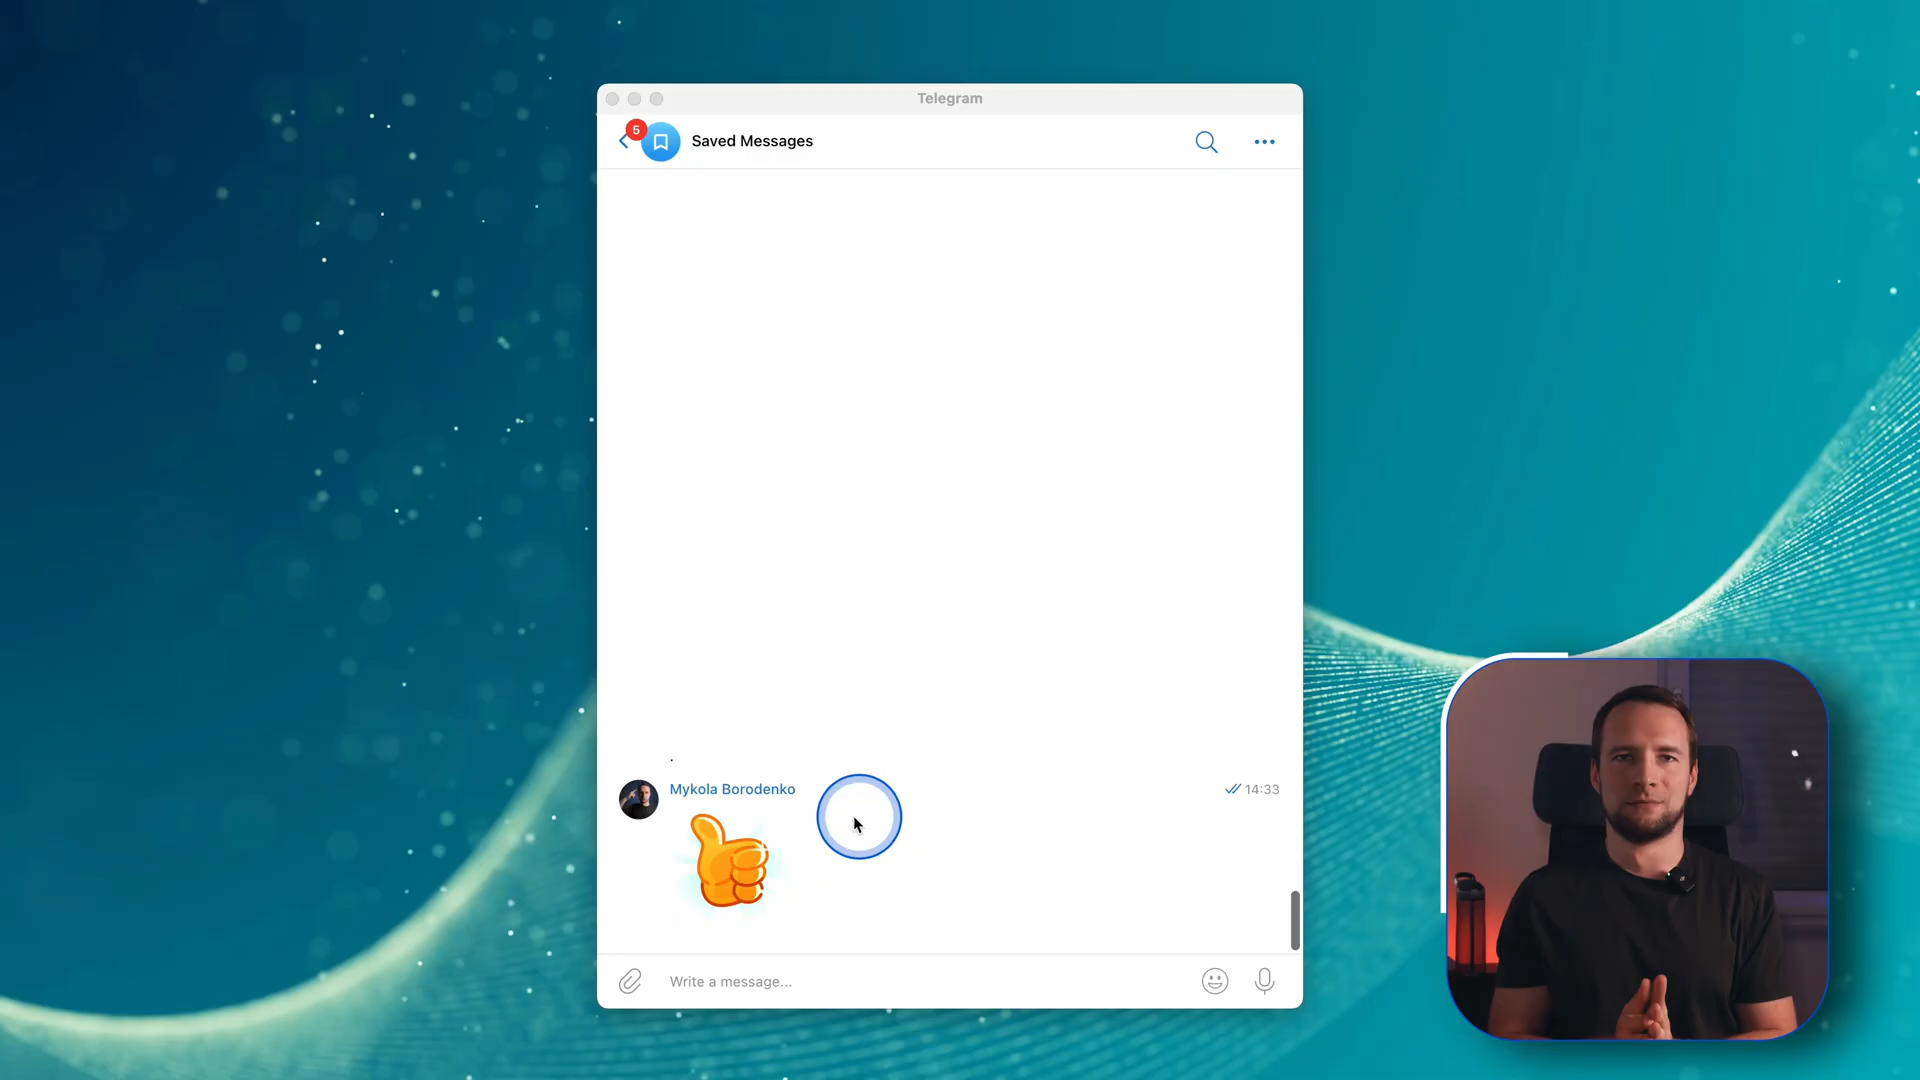 Telegram
5
Saved Messages
.
Mykola Borodenko
14:33
Write a message...